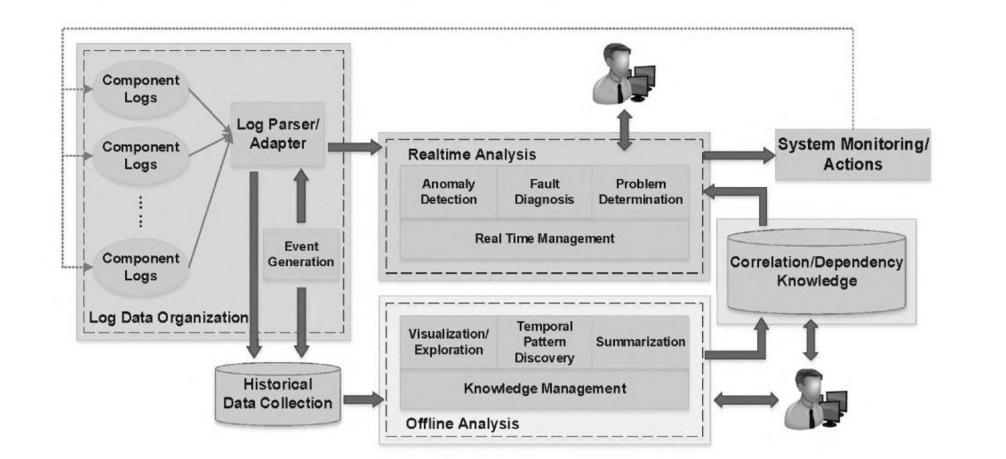 Component
Logs
Component
Logs
Component
Logs
Log Parser/
Adapter
Event
Generation
Log Data Organization
Historical
Data Collection
Realtime Analysis
Anomaly
Detection
Fault
Diagnosis
Problem
Determination
Real Time Management
System Monitoring/
Actions
Correlation/Dependency
Knowledge
Visualization/
Exploration
Temporal
Pattern
Discovery
Summarization
Knowledge Management
Offline Analysis